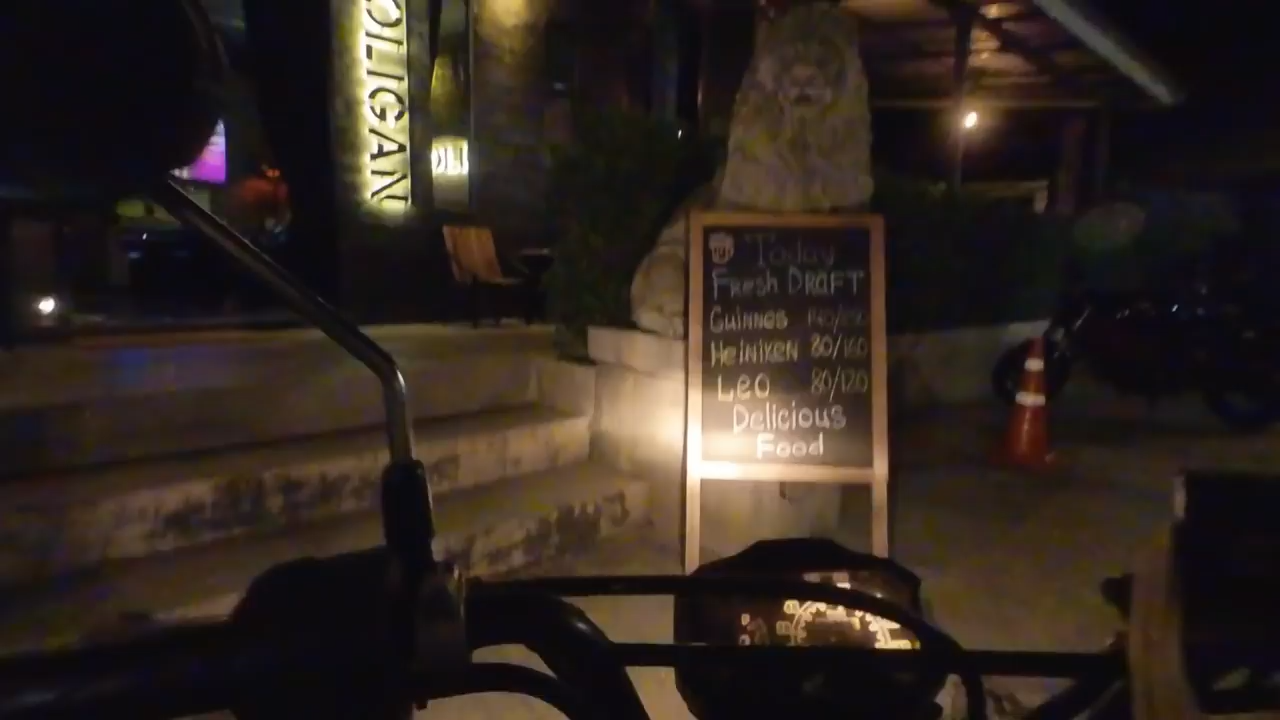 OLIGAN
Today
Fresh DRAFT
Guinnes
Heiniken 80/160
Leo 80/120
Delicious
Food